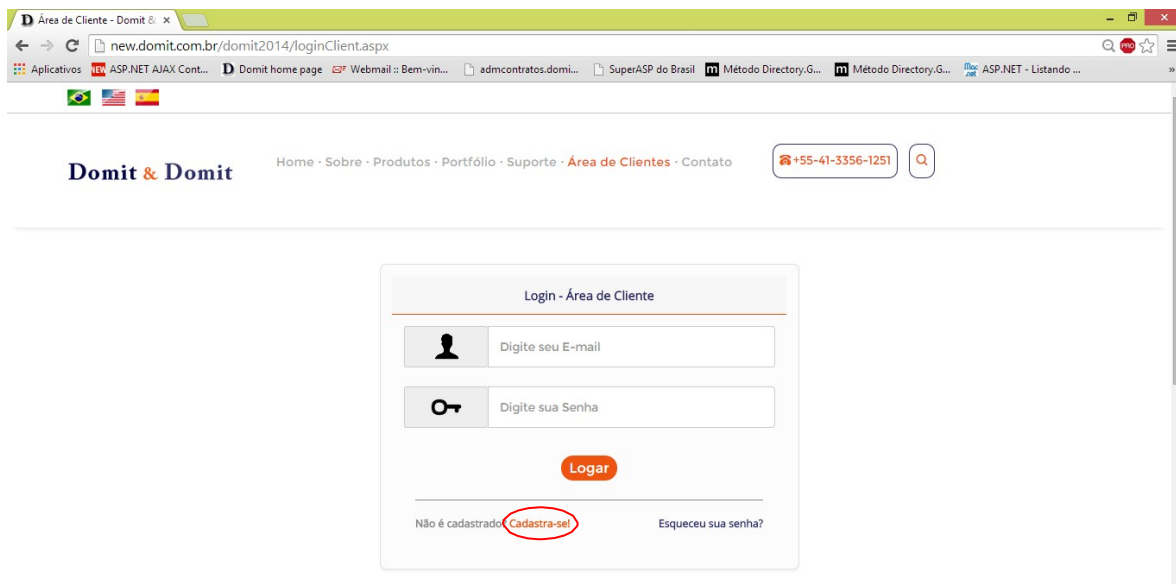 D Área de Cliente - Domit &
new.domit.com.br/domit2014/loginClient.aspx
Aplicativos NEW ASP.NET AJAX Cont... D Domit home page Webmail :: Bem-vin... admcontratos.domi... SuperASP do Brasil m Método Directory.G... m Método Directory.G... ASP.NET - Listando ... »
Domit & Domit
Home · Sobre · Produtos · Portfólio · Suporte · Área de Clientes · Contato
+55-41-3356-1251
Login - Área de Cliente
Digite seu E-mail
Digite sua Senha
Logar
Não é cadastrado Cadastra-se! Esqueceu sua senha?